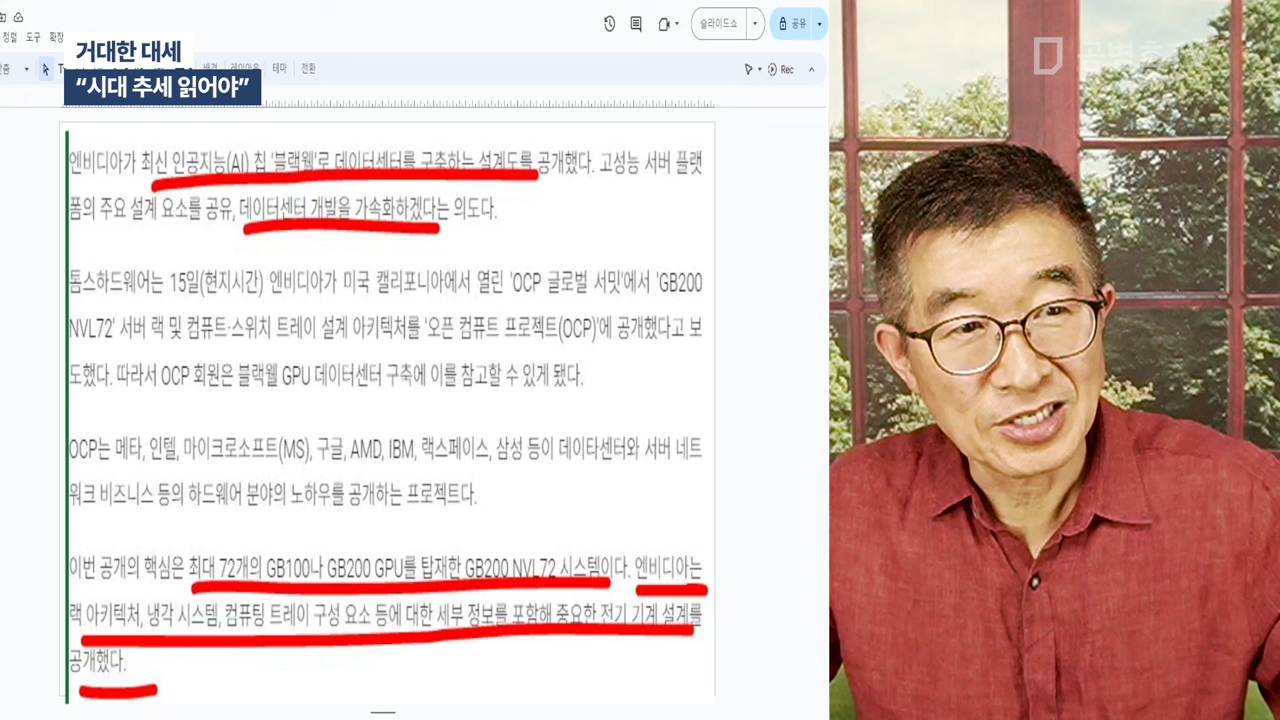 정렬 도구 확장
슬라이드쇼
공유
거대한 대세
배경 레이아웃 테마 전환
Rec
“시대 추세 읽어야”
엔비디아가 최신 인공지능(AI) 칩 '블랙웰'로 데이터센터를 구축하는 설계도를 공개했다. 고성능 서버 플랫
폼의 주요 설계 요소를 공유, 데이터센터 개발을 가속화하겠다는 의도다.
톰스하드웨어는 15일(현지시간) 엔비디아가 미국 캘리포니아에서 열린 'OCP 글로벌 서밋'에서 'GB200
NVL72' 서버 랙 및 컴퓨트·스위치 트레이 설계 아키텍처를 '오픈 컴퓨트 프로젝트(OCP)'에 공개했다고 보
도했다. 따라서 OCP 회원은 블랙웰 GPU 데이터센터 구축에 이를 참고할 수 있게 됐다.
OCP는 메타, 인텔, 마이크로소프트(MS), 구글, AMD, IBM, 랙스페이스, 삼성 등이 데이타센터와 서버 네트
워크 비즈니스 등의 하드웨어 분야의 노하우를 공개하는 프로젝트다.
이번 공개의 핵심은 최대 72개의 GB100나 GB200 GPU를 탑재한 GB200 NVL72 시스템이다. 엔비디아는
랙 아키텍처, 냉각 시스템, 컴퓨팅 트레이 구성 요소 등에 대한 세부 정보를 포함해 중요한 전기 기계 설계를
공개했다.